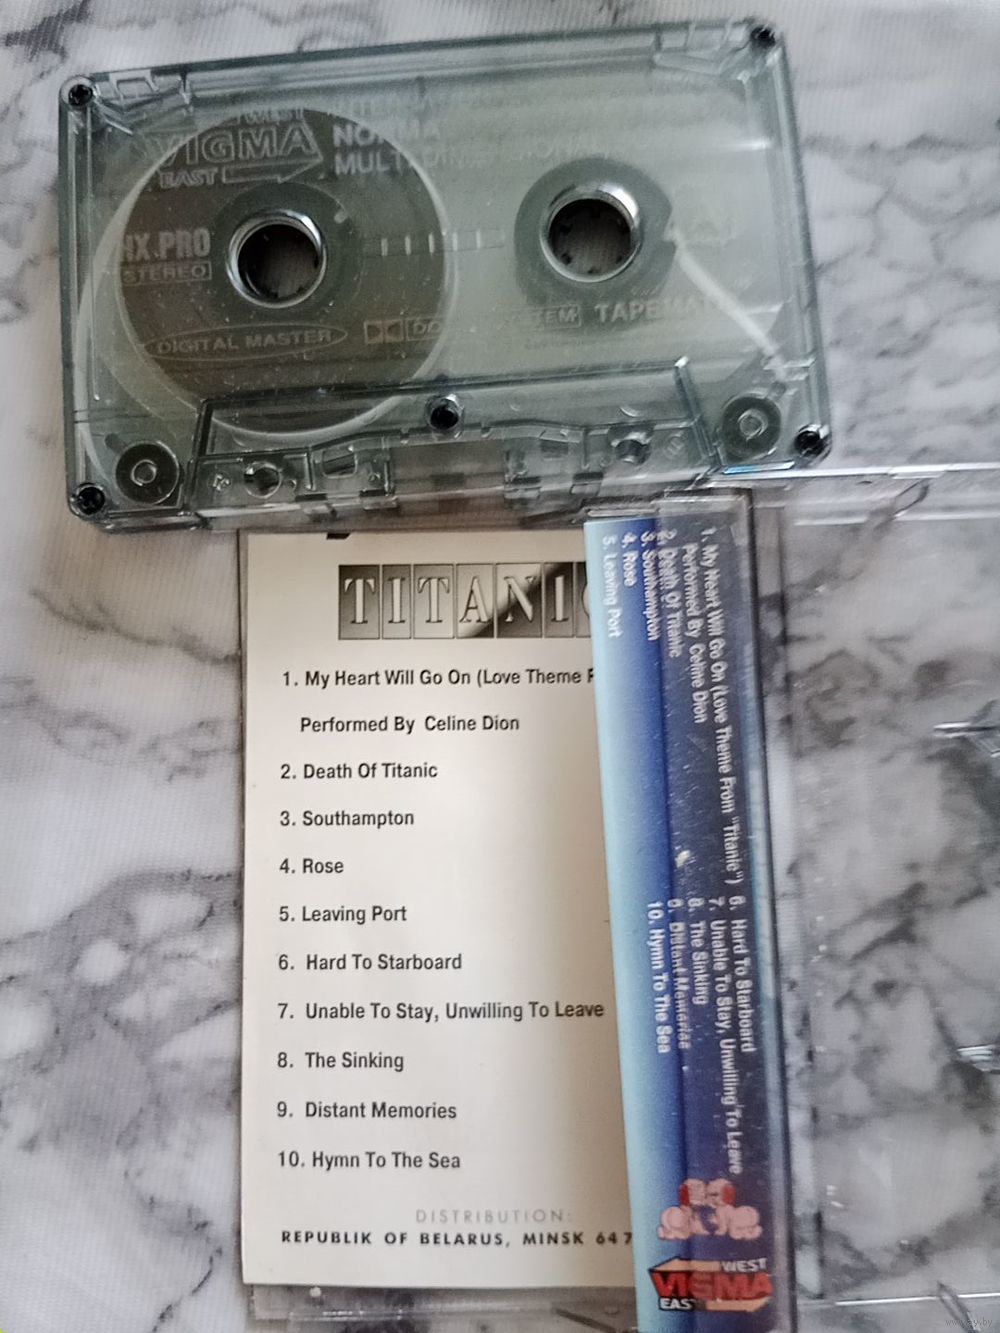 WEST
VIGMA
EAST
HX.PRO
STEREO
DIGITAL MASTER
TITANIC
1. My Heart Will Go On (Love Theme
Performed By Celine Dion
2. Death Of Titanic
3. Southampton
4. Rose
5. Leaving Port
6. Hard To Starboard
7. Unable To Stay, Unwilling To Leave
8. The Sinking
9. Distant Memories
10. Hymn To The Sea
DISTRIBUTION:
REPUBLIK OF BELARUS, MINSK 647
1. My Heart Will Go On (Love Theme From "Titanic")
Performed By Celine Dion
2. Death Of Titanic
3. Southampton
4. Rose
5. Leaving Port
6. Hard To Starboard
7. Unable To Stay, Unwilling To Leave
8. The Sinking
9. Distant Memories
10. Hymn To The Sea
WEST
VIGMA
EAST